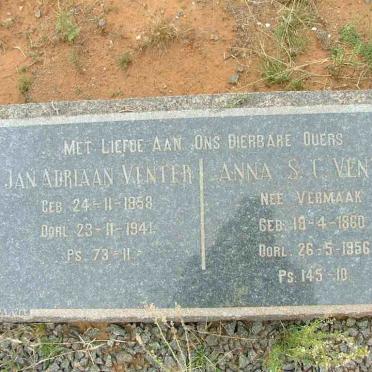 MET LIEFDE AAN ONS DIERBARE OUERS
JAN ADRIAAN VENTER
GEB. 24-11-1858
OORL. 23-11-1941
PS. 73-11-
ANNA S. C. VEN
NEE VERMAAK
GEB. 19-4-1860
OORL. 26-5-1956
PS. 145-10